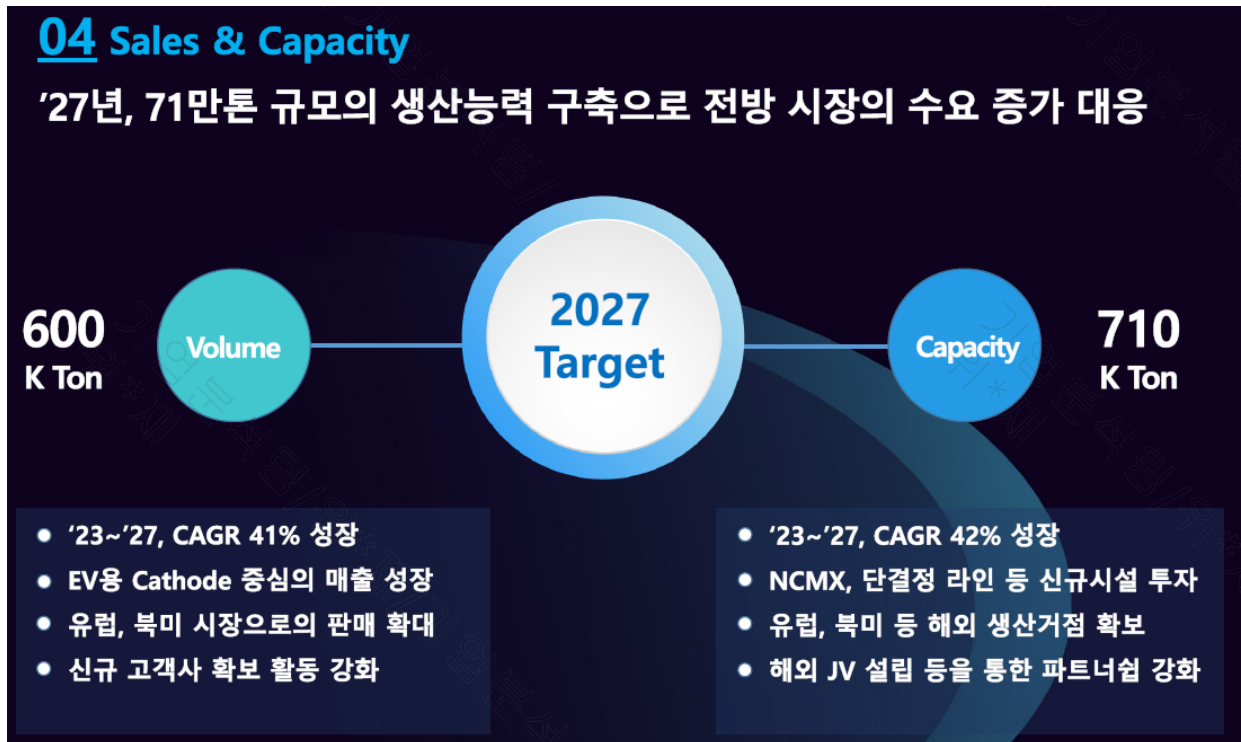 04 Sales & Capacity
’27년, 71만톤 규모의 생산능력 구축으로 전방 시장의 수요 증가 대응
600
K Ton
Volume
2027
Target
Capacity
710
K Ton
‘23~’27, CAGR 41% 성장
EV용 Cathode 중심의 매출 성장
유럽, 북미 시장으로의 판매 확대
신규 고객사 확보 활동 강화
‘23~’27, CAGR 42% 성장
NCMX, 단결정 라인 등 신규시설 투자
유럽, 북미 등 해외 생산거점 확보
해외 JV 설립 등을 통한 파트너쉽 강화